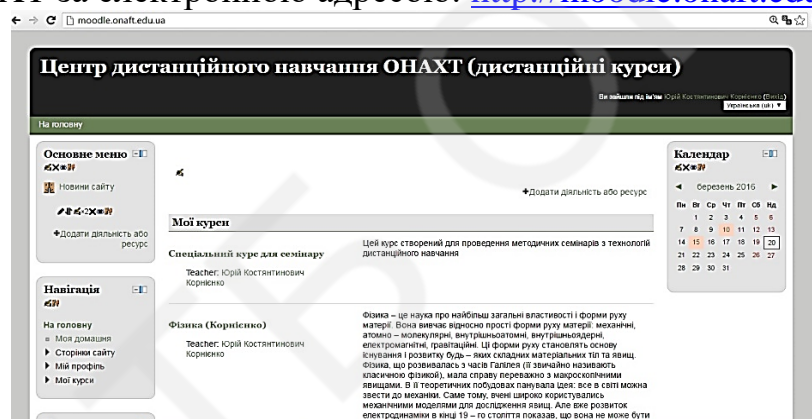 АТ за електронною адресою: http://moodle.onaft.edu
moodle.onaft.edu.ua
Центр дистанційного навчання ОНАХТ (дистанційні курси)
Ви зайшли під ім'ям Юрій Костянтинович Корнієнко (Вихід)
Українська (uk)
На головну
Основне меню
Новини сайту
Додати діяльність або
ресурс
Навігація
На головну
Моя домашня
Сторінки сайту
Мій профіль
Мої курси
Додати діяльність або ресурс
Мої курси
Спеціальний курс для семінару
Teacher: Юрій Костянтинович
Корнієнко
Цей курс створений для проведення методичних семінарів з технологій
дистанційного навчання
Фізика (Корнієнко)
Teacher: Юрій Костянтинович
Корнієнко
Фізика – це наука про найбільш загальні властивості і форми руху
матерії. Вона вивчає відносно прості форми руху матерії: механічні,
атомно – молекулярні, внутрішньоатомні, внутрішньоядерні,
електромагнітні, гравітаційні. Ці форми руху становлять основу
існування і розвитку будь – яких складних матеріальних тіл та явищ.
Фізика, що розвивалась з часів Галілея (її звичайно називають
класичною фізикою), мала справу переважно з макроскопічними
явищами. В її теоретичних побудовах панувала ідея: все в світі можна
звести до механіки. Саме тому, вчені широко користувались
механічними моделями для дослідження явищ. Але вже розвиток
електродинаміки в кінці 19 – го століття показав, що вона не може бути
Календар
березень 2016
Пн Вт Ср Чт Пт Сб Нд
1 2 3 4 5 6
7 8 9 10 11 12 13
14 15 16 17 18 19 20
21 22 23 24 25 26 27
28 29 30 31